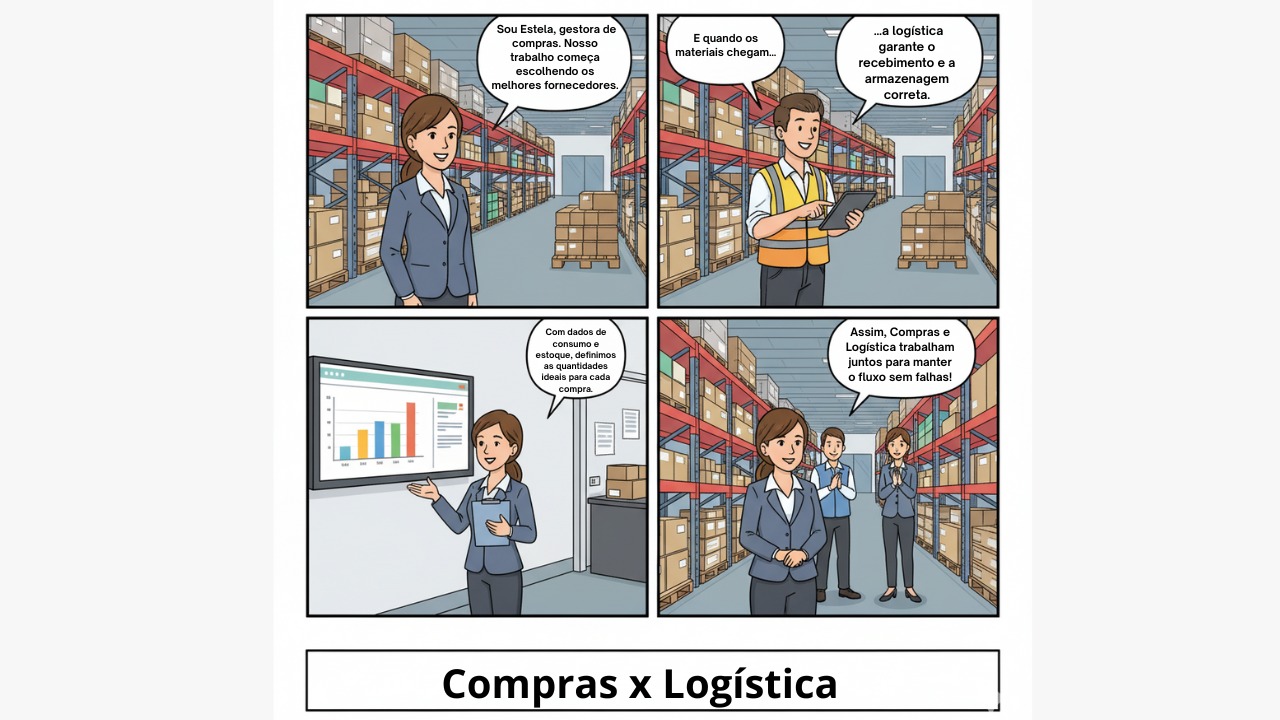 Sou Estela, gestora de
compras. Nosso
trabalho começa
escolhendo os
melhores fornecedores.
E quando os
materiais chegam...
...a logística
garante o
recebimento e a
armazenagem
correta.
Com dados de
consumo e
estoque, definimos
as quantidades
ideais para cada
compra.
Assim, Compras e
Logística trabalham
juntos para manter
o fluxo sem falhas!
Compras x Logística